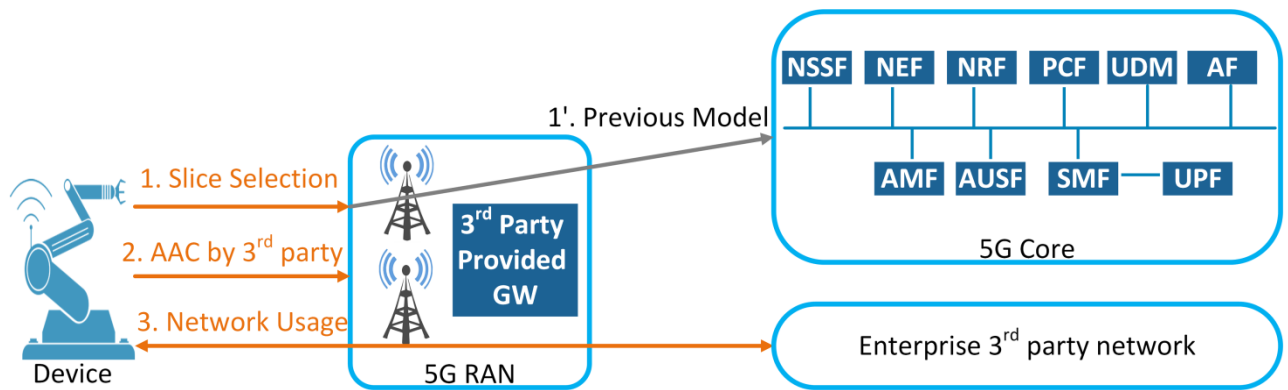 NSSF NEF NRF PCF UDM AF
1'. Previous Model
1. Slice Selection
AMF AUSF SMF UPF
3rd Party
Provided
GW
2. AAC by 3rd party
5G Core
3. Network Usage
Enterprise 3rd party network
Device
5G RAN